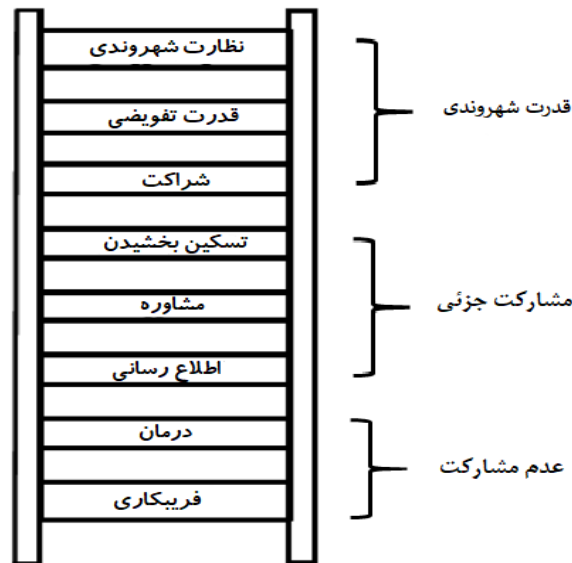 نظارت شهروندی
قدرت تفویضی
شراکت
تسکین بخشیدن
مشاوره
اطلاع رسانی
درمان
فریبکاری
قدرت شهروندی
مشارکت جزئی
عدم مشارکت